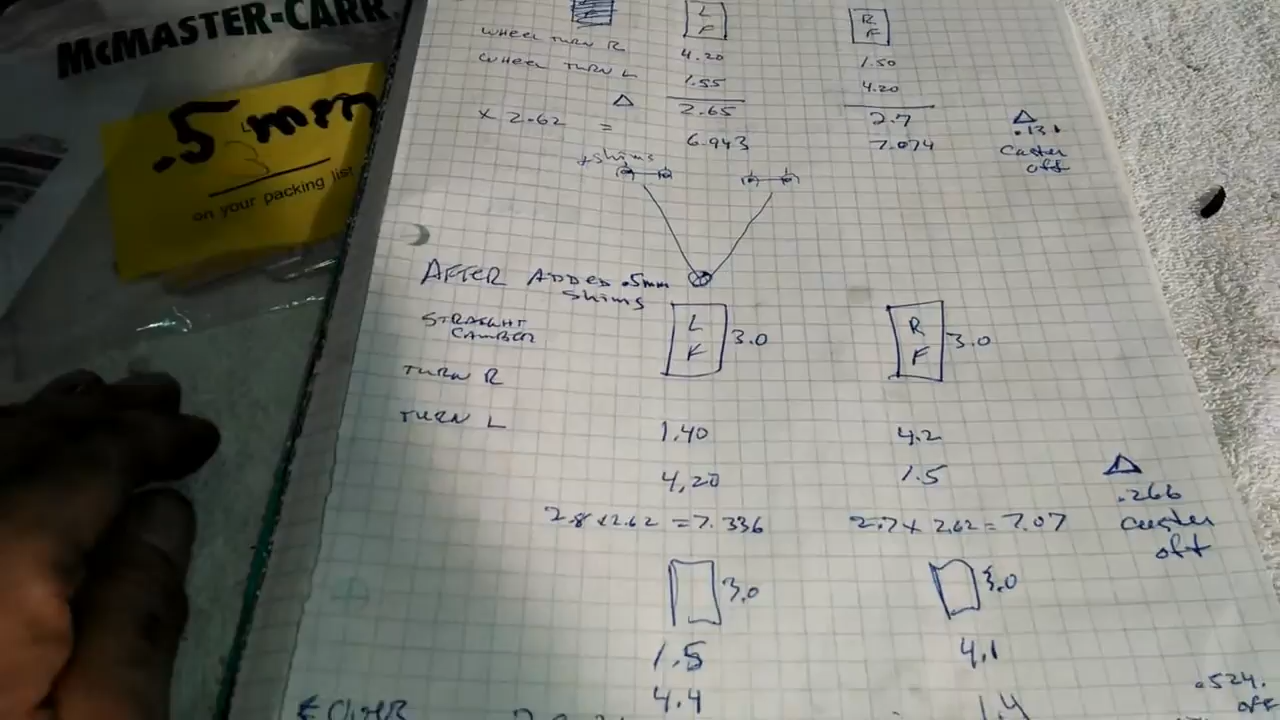 McMASTER-CARR
.5 mm
3
on your packing list
L
F
R
F
WHEEL TURN R 4.20 1.50
WHEEL TURN L 1.55 4.20
Δ 2.65 2.7 Δ
× 2.62 = 6.943 7.074 .131
caster
off
+shims
AFTER ADDED .5mm
shims
STRAIGHT
CAMBER
L
F
3.0
R
F
3.0
TURN R
TURN L
1.40 4.2
4.20 1.5
Δ
.266
2.8 × 2.62 = 7.336 2.7 × 2.62 = 7.07
caster
off
3.0 3.0
1.5 4.1
4.4 1.4
.524.
off